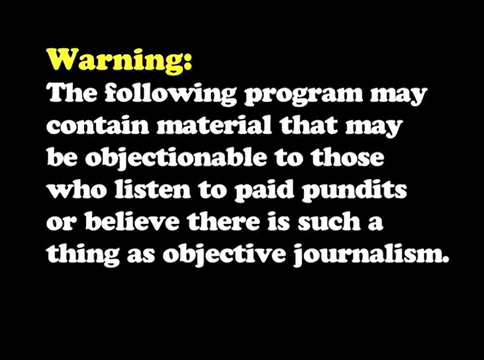 Warning:
The following program may
contain material that may
be objectionable to those
who listen to paid pundits
or believe there is such a
thing as objective journalism.